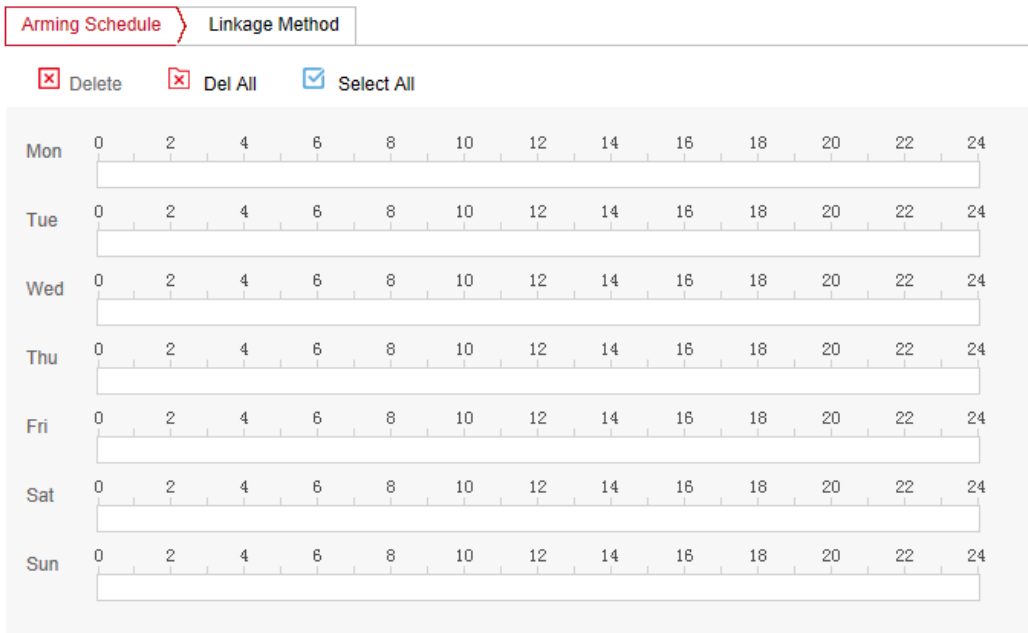 Arming Schedule Linkage Method
Delete Del All Select All
0 2 4 6 8 10 12 14 16 18 20 22 24
Mon
0 2 4 6 8 10 12 14 16 18 20 22 24
Tue
0 2 4 6 8 10 12 14 16 18 20 22 24
Wed
0 2 4 6 8 10 12 14 16 18 20 22 24
Thu
0 2 4 6 8 10 12 14 16 18 20 22 24
Fri
0 2 4 6 8 10 12 14 16 18 20 22 24
Sat
0 2 4 6 8 10 12 14 16 18 20 22 24
Sun